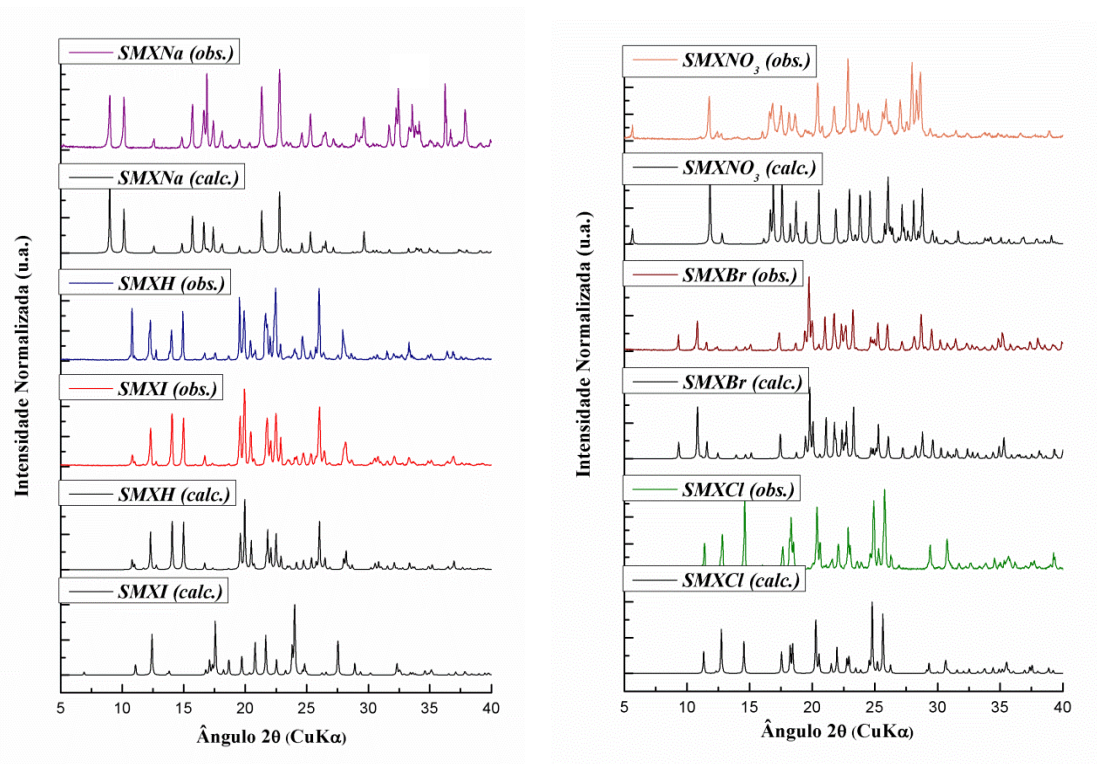 SMXNa (obs.)
SMXNa (calc.)
SMXH (obs.)
SMXI (obs.)
SMXH (calc.)
SMXI (calc.)
Intensidade Normalizada (u.a.)
5 10 15 20 25 30 35 40
Ângulo 2θ (CuKα)
SMXNO3 (obs.)
SMXNO3 (calc.)
SMXBr (obs.)
SMXBr (calc.)
SMXCl (obs.)
SMXCl (calc.)
Intensidade Normalizada (u.a.)
5 10 15 20 25 30 35 40
Ângulo 2θ (CuKα)